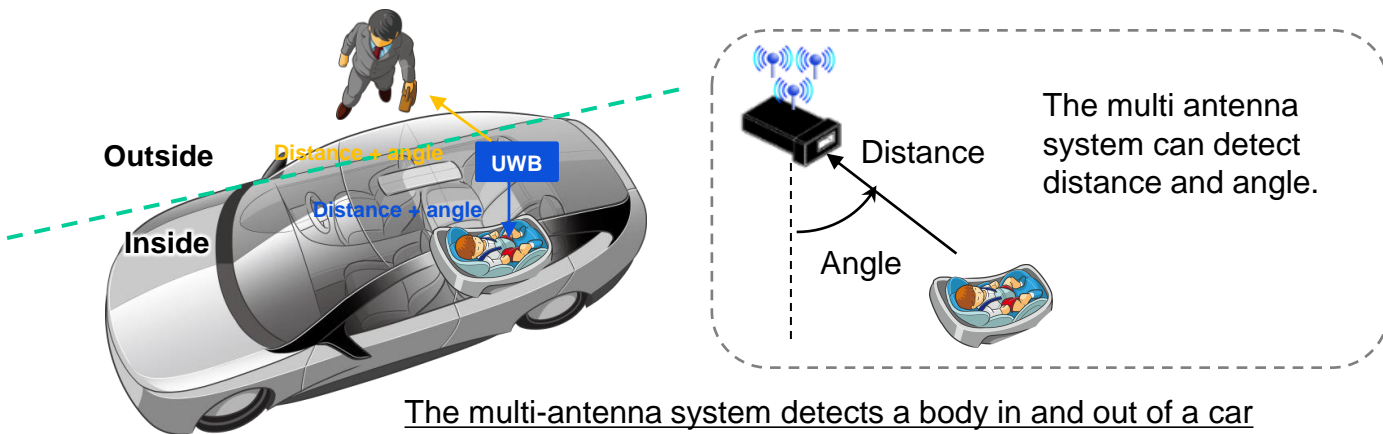 Outside
Distance + angle
UWB
Distance + angle
Inside
Distance
Angle
The multi antenna
system can detect
distance and angle.
The multi-antenna system detects a body in and out of a car